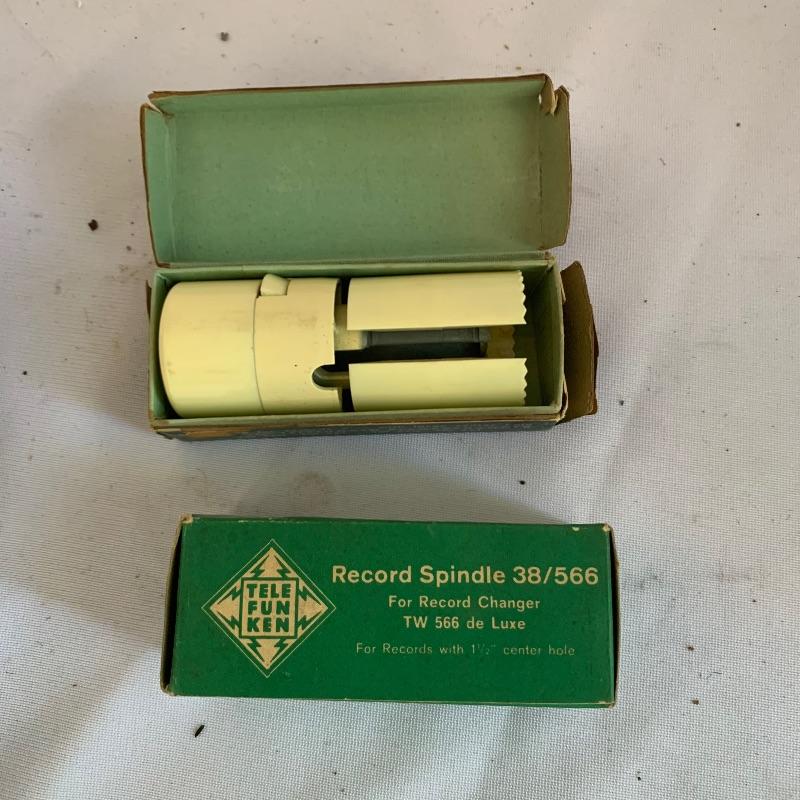 TELE
FUN
KEN
Record Spindle 38/566
For Record Changer
TW 566 de Luxe
For Records with 1½" center hole